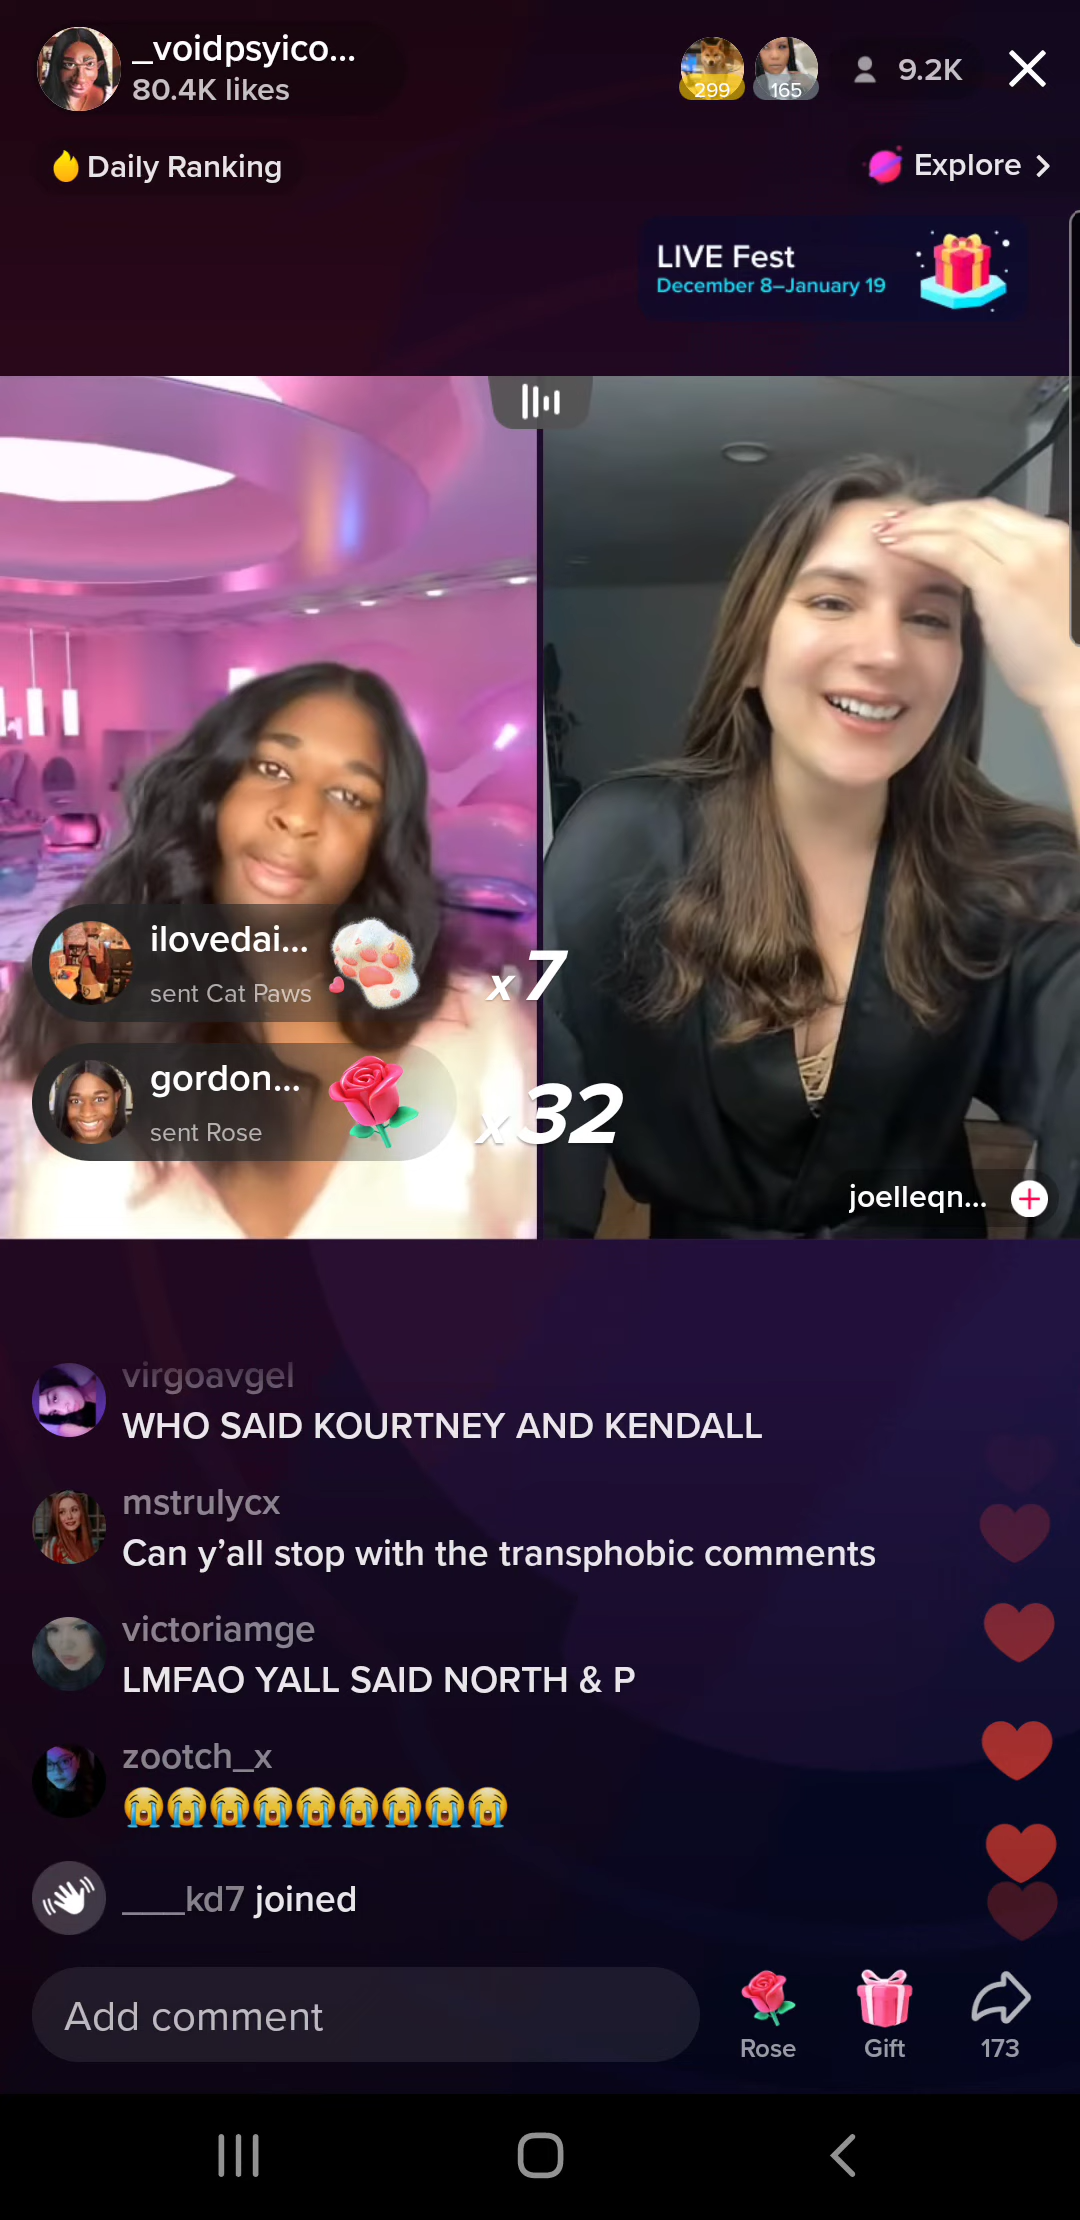 _voidpsyico...
80.4K likes
299
165
9.2K
Daily Ranking
Explore
LIVE Fest
December 8–January 19
ilovedai...
sent Cat Paws
x7
gordon...
sent Rose
x32
joelleqn...
virgoavgel
WHO SAID KOURTNEY AND KENDALL
mstrulycx
Can y’all stop with the transphobic comments
victoriamge
LMFAO YALL SAID NORTH & P
zootch_x
😭😭😭😭😭😭😭😭😭
___kd7 joined
Add comment
Rose
Gift
173